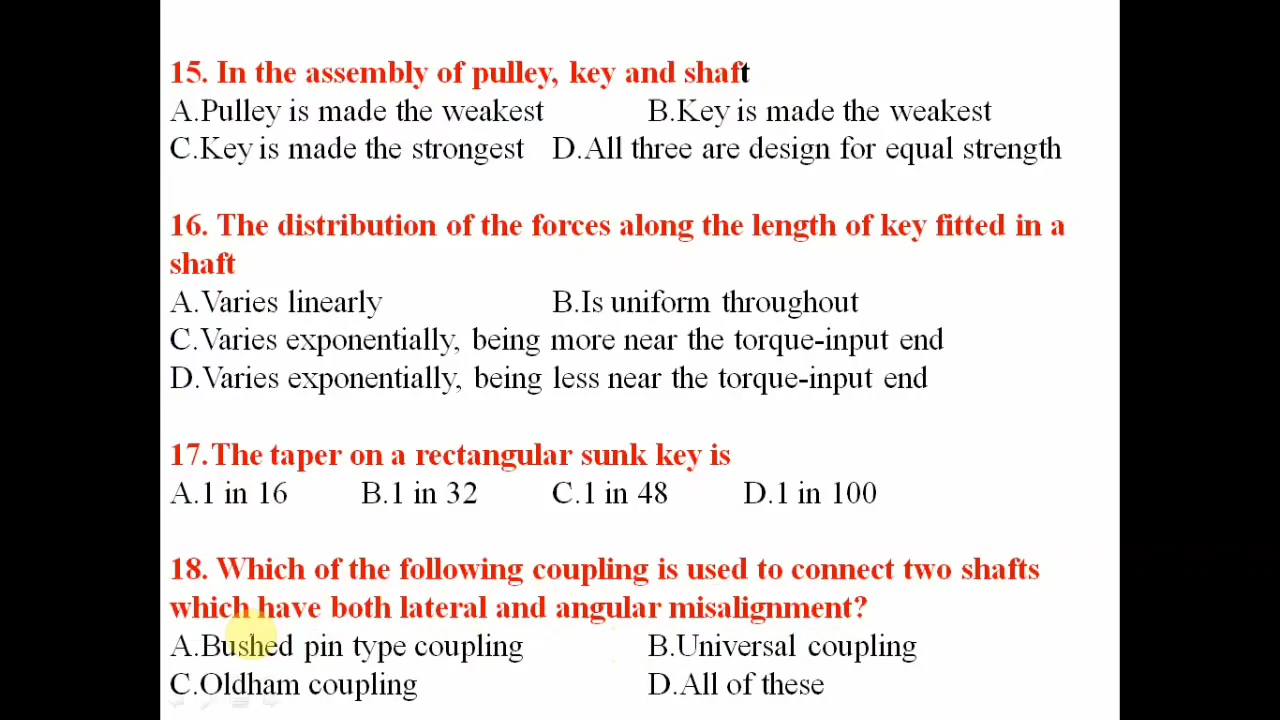 15. In the assembly of pulley, key and shaft
A.Pulley is made the weakest B.Key is made the weakest
C.Key is made the strongest D.All three are design for equal strength
16. The distribution of the forces along the length of key fitted in a
shaft
A.Varies linearly B.Is uniform throughout
C.Varies exponentially, being more near the torque-input end
D.Varies exponentially, being less near the torque-input end
17.The taper on a rectangular sunk key is
A.1 in 16 B.1 in 32 C.1 in 48 D.1 in 100
18. Which of the following coupling is used to connect two shafts
which have both lateral and angular misalignment?
A.Bushed pin type coupling B.Universal coupling
C.Oldham coupling D.All of these